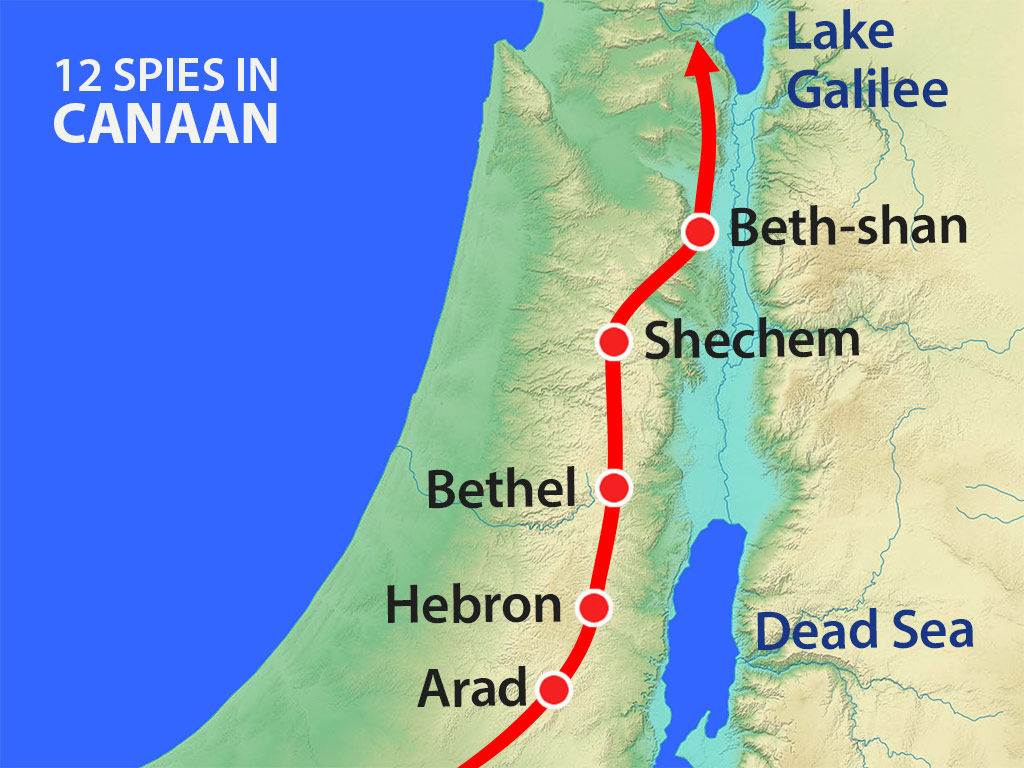 12 SPIES IN
CANAAN
Lake
Galilee
Beth-shan
Shechem
Bethel
Hebron
Dead Sea
Arad